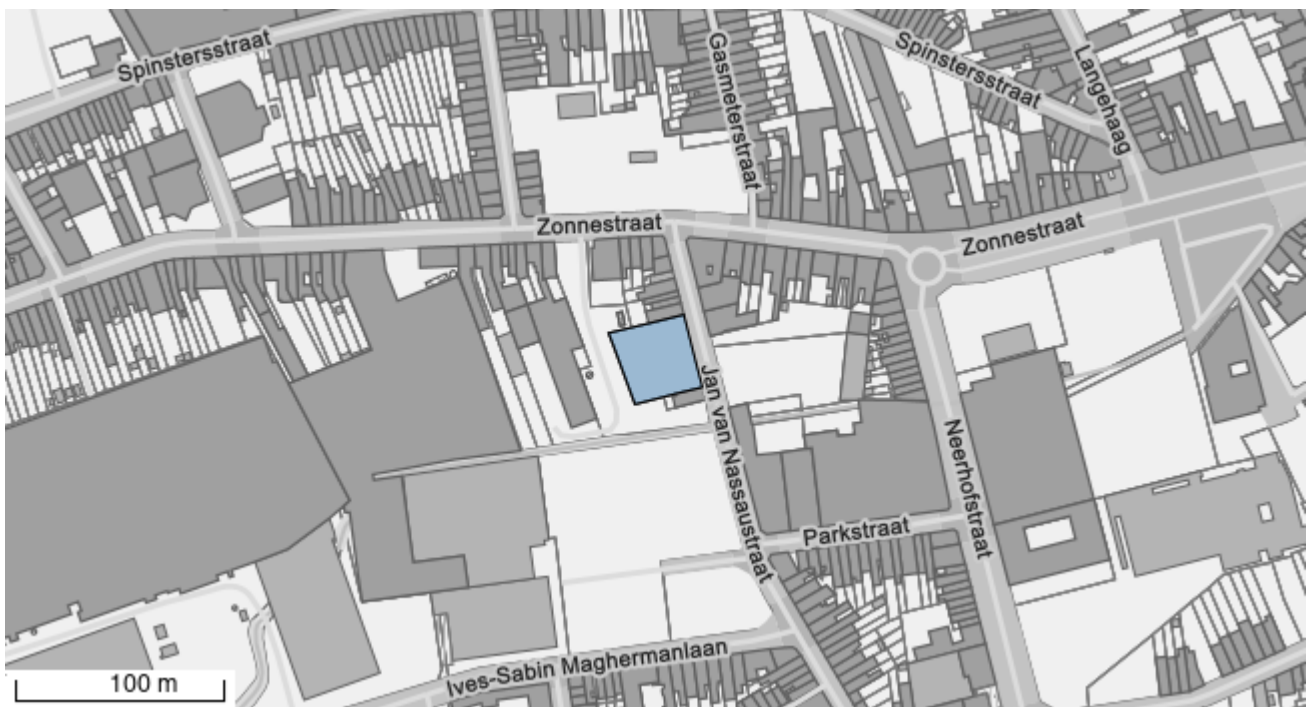 Spinstersstraat
Gasmeterstraat
Spinstersstraat
Langehaag
Zonnestraat
Zonnestraat
Jan van Nassaustraat
Neerhofstraat
Parkstraat
Ives-Sabin Maghermanlaan
100 m